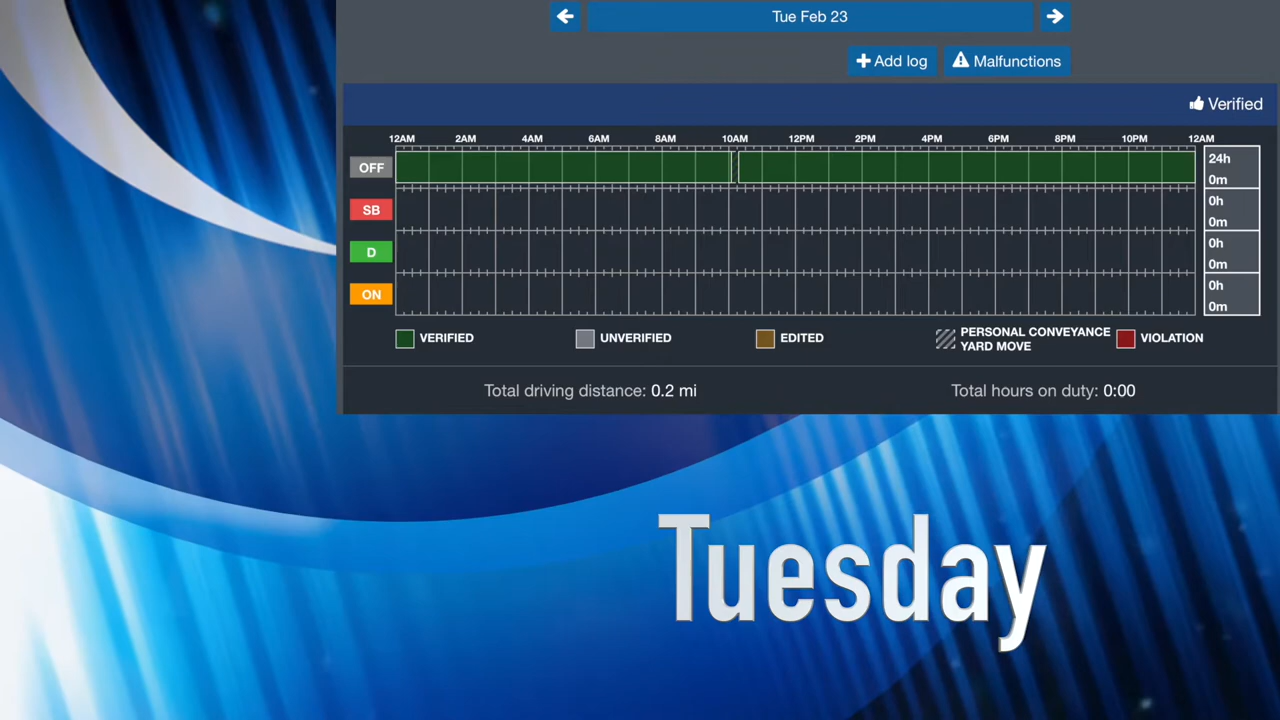 Tue Feb 23
Add log
Malfunctions
Verified
12AM 2AM 4AM 6AM 8AM 10AM 12PM 2PM 4PM 6PM 8PM 10PM 12AM
OFF
24h
0m
SB
0h
0m
D
0h
0m
ON
0h
0m
VERIFIED
UNVERIFIED
EDITED
PERSONAL CONVEYANCE
YARD MOVE
VIOLATION
Total driving distance: 0.2 mi
Total hours on duty: 0:00
Tuesday